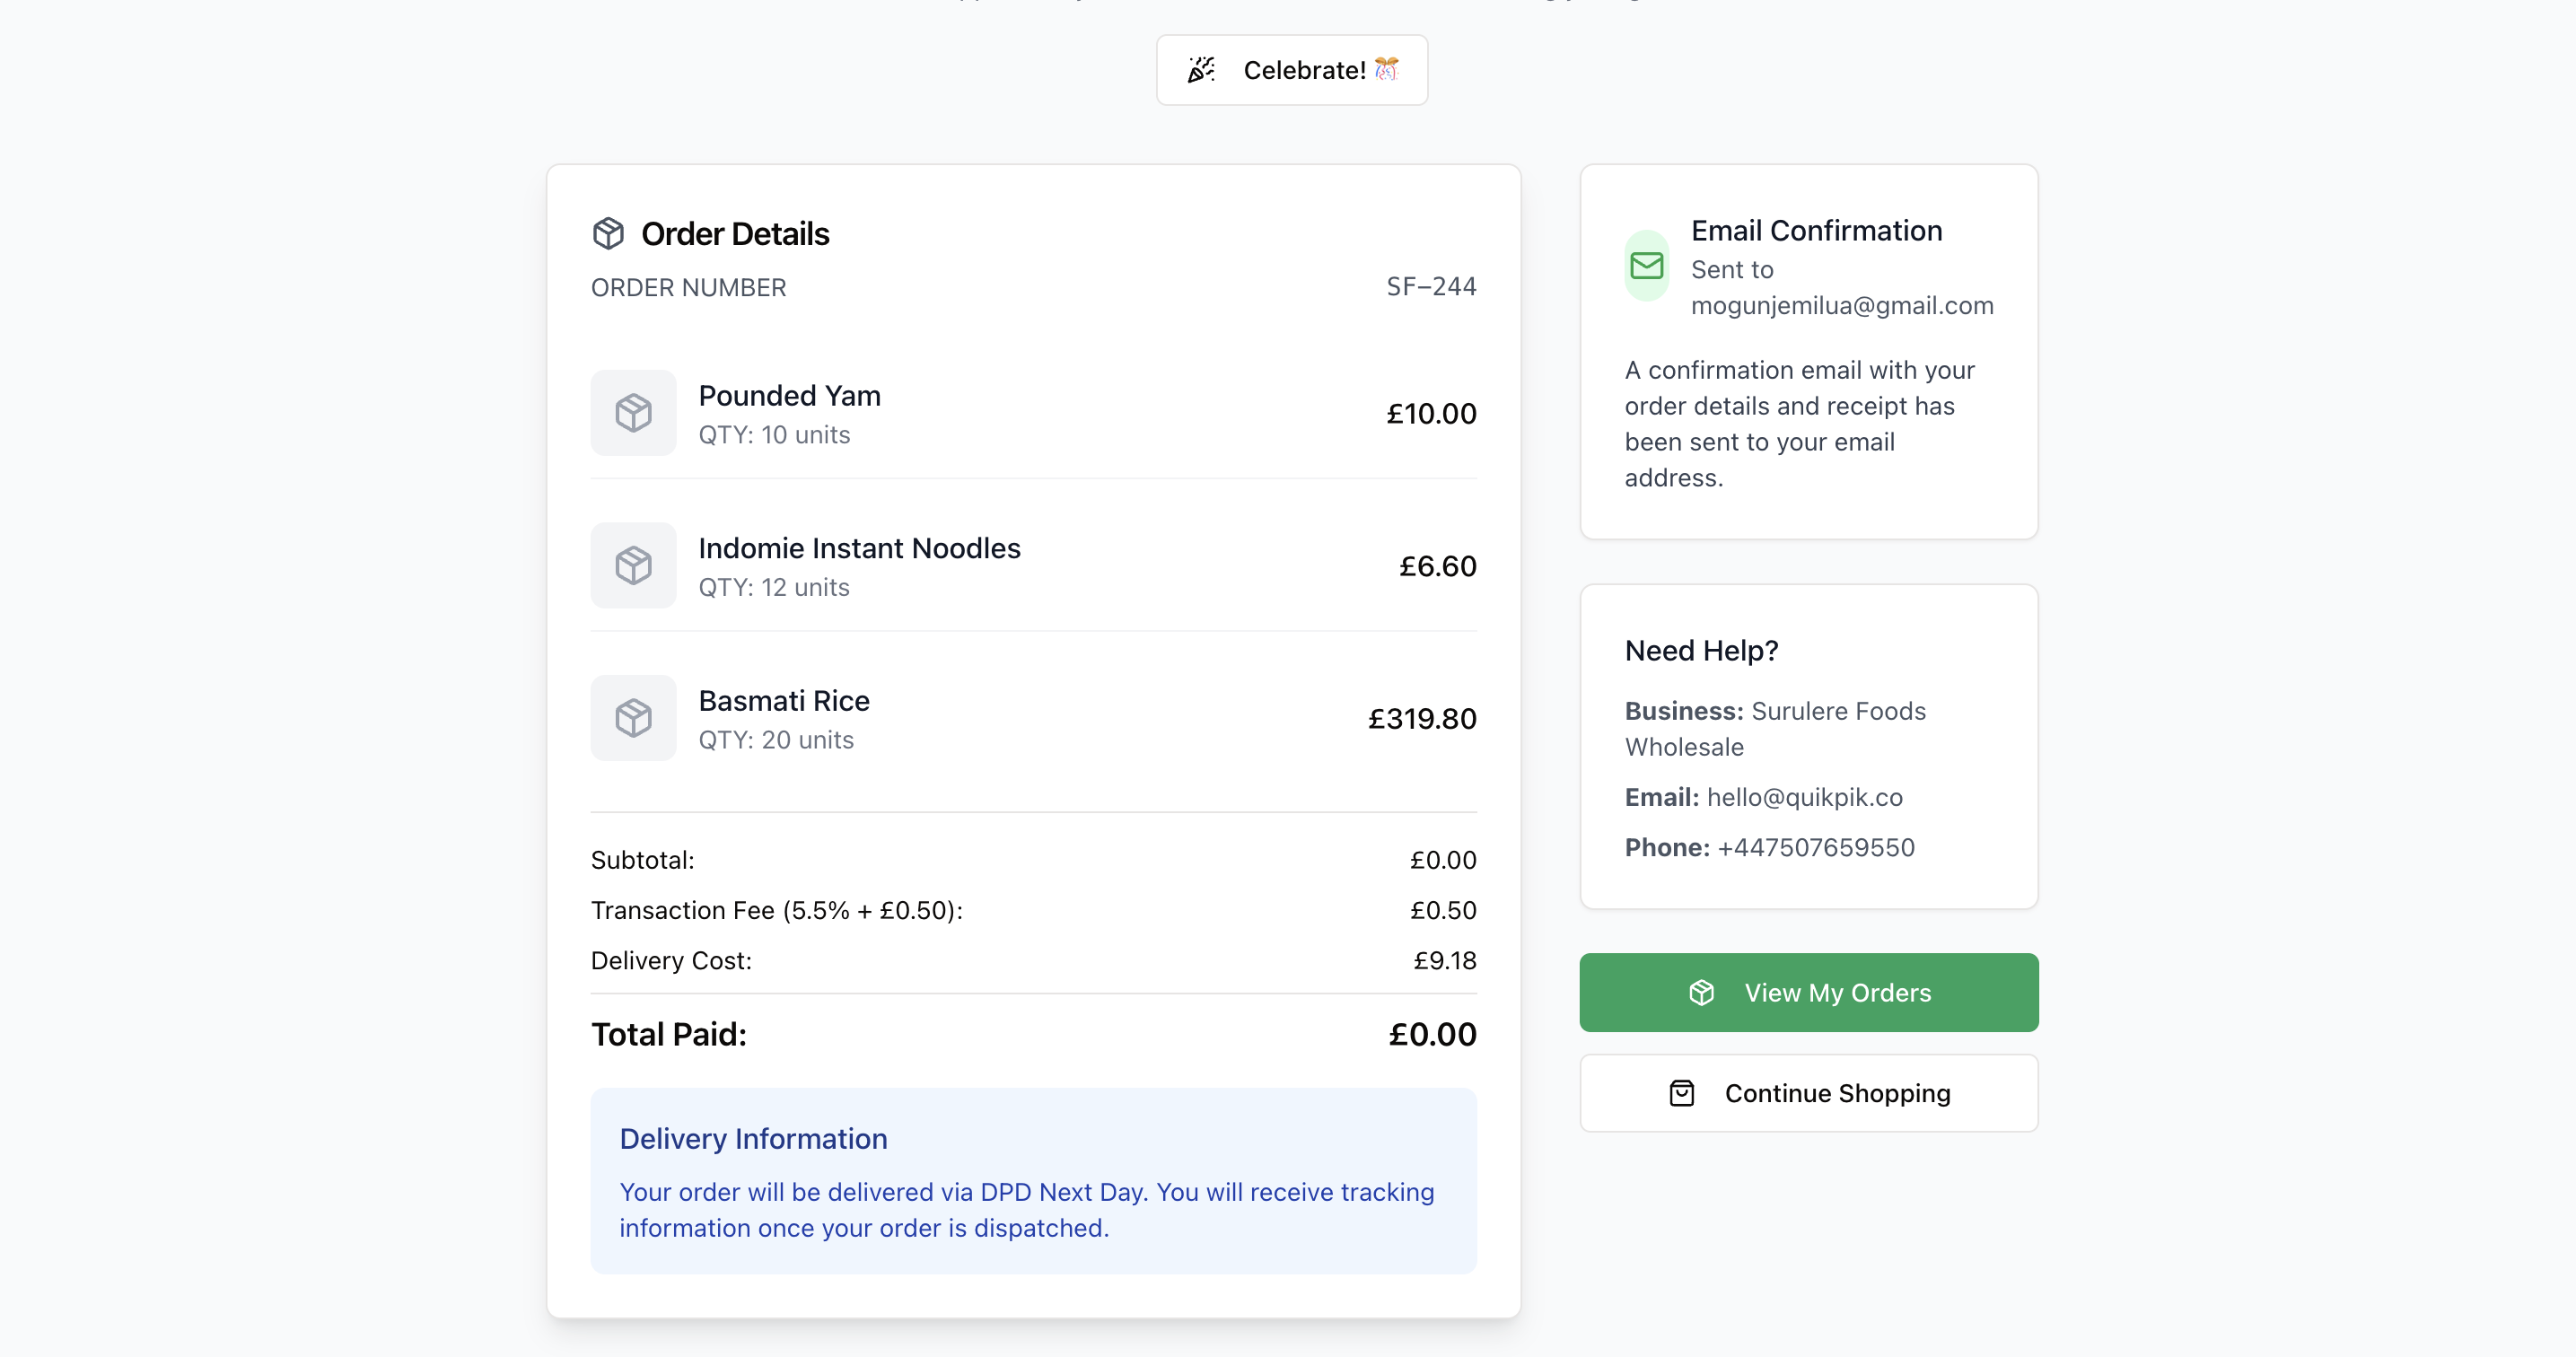 Celebrate! 🎊
Order Details
ORDER NUMBER
SF-244
Pounded Yam
QTY: 10 units
£10.00
Indomie Instant Noodles
QTY: 12 units
£6.60
Basmati Rice
QTY: 20 units
£319.80
Subtotal:
£0.00
Transaction Fee (5.5% + £0.50):
£0.50
Delivery Cost:
£9.18
Total Paid:
£0.00
Delivery Information
Your order will be delivered via DPD Next Day. You will receive tracking
information once your order is dispatched.
Email Confirmation
Sent to
mogunjemilua@gmail.com
A confirmation email with your
order details and receipt has
been sent to your email
address.
Need Help?
Business: Surulere Foods
Wholesale
Email: hello@quikpik.co
Phone: +447507659550
View My Orders
Continue Shopping